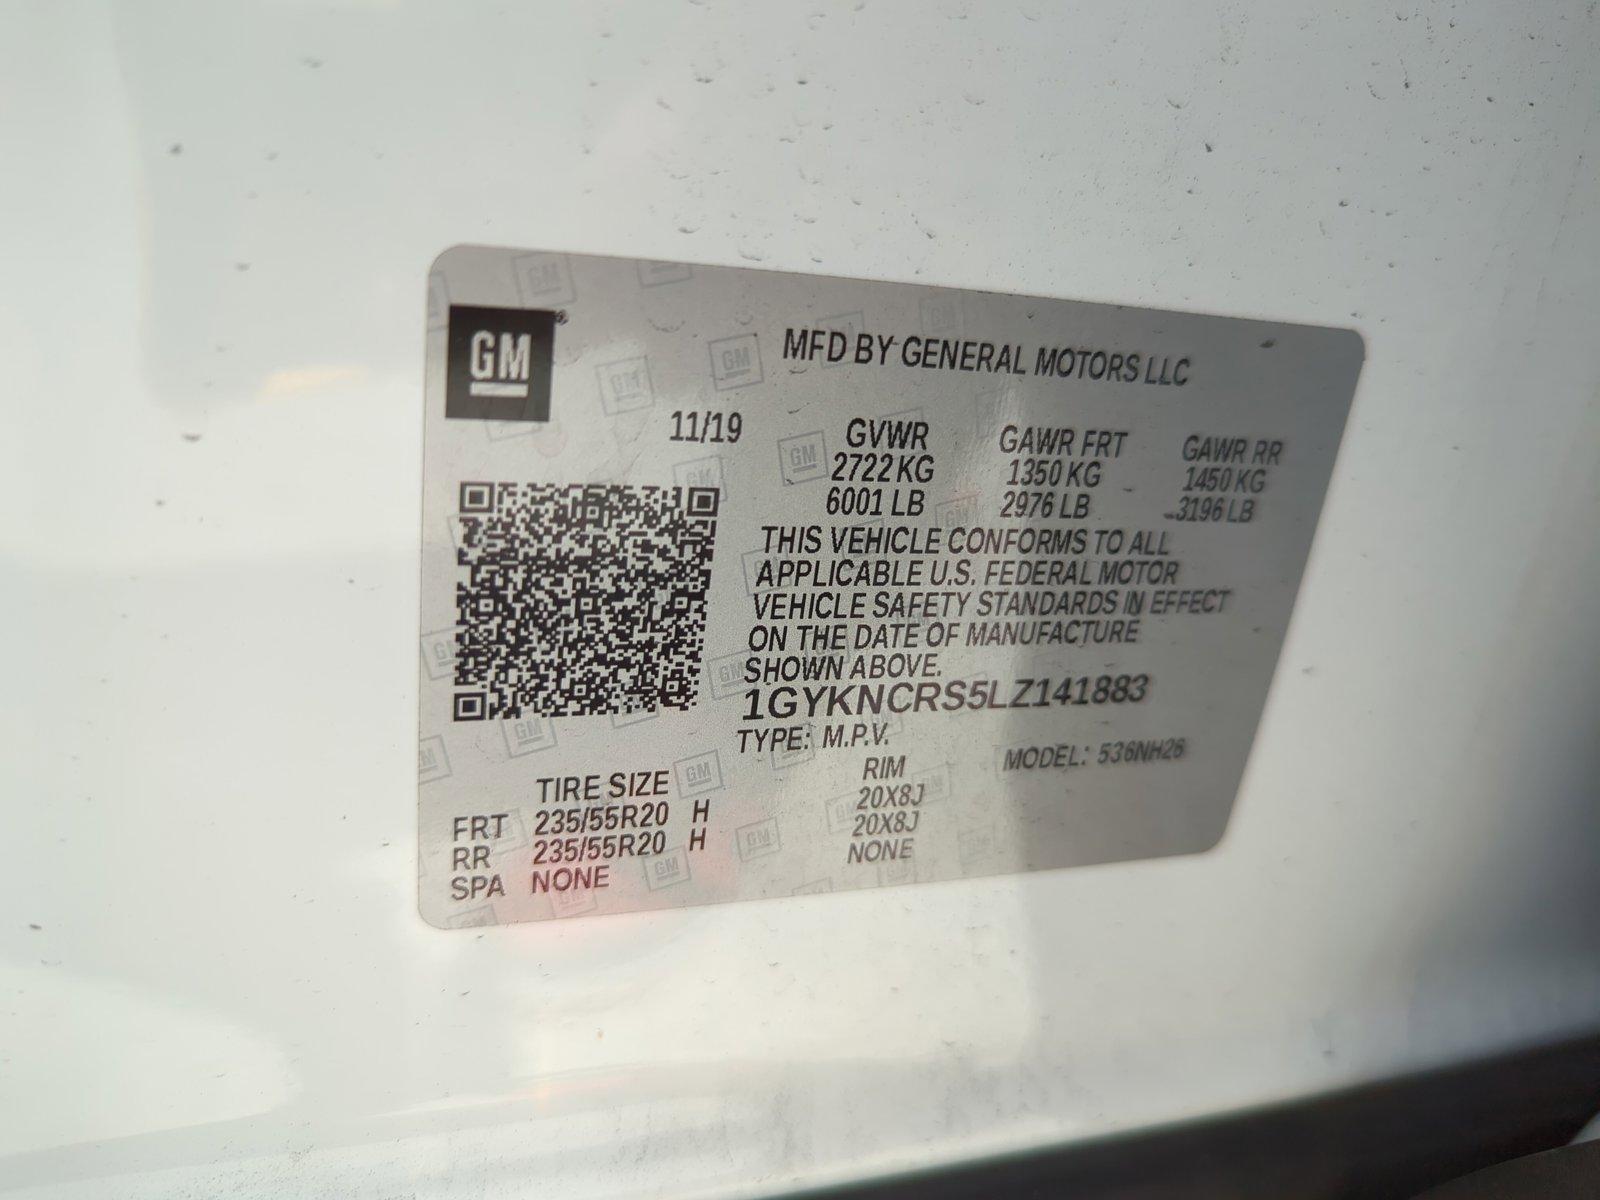 GM
MFD BY GENERAL MOTORS LLC
11/19 GVWR GAWR FRT GAWR RR
2722 KG 1350 KG 1450 KG
6001 LB 2976 LB 3196 LB
THIS VEHICLE CONFORMS TO ALL
APPLICABLE U.S. FEDERAL MOTOR
VEHICLE SAFETY STANDARDS IN EFFECT
ON THE DATE OF MANUFACTURE
SHOWN ABOVE.
1GYKNCRS5LZ141883
TYPE: M.P.V. MODEL: 536NH26
TIRE SIZE RIM
FRT 235/55R20 H 20X8J
RR 235/55R20 H 20X8J
SPA NONE NONE